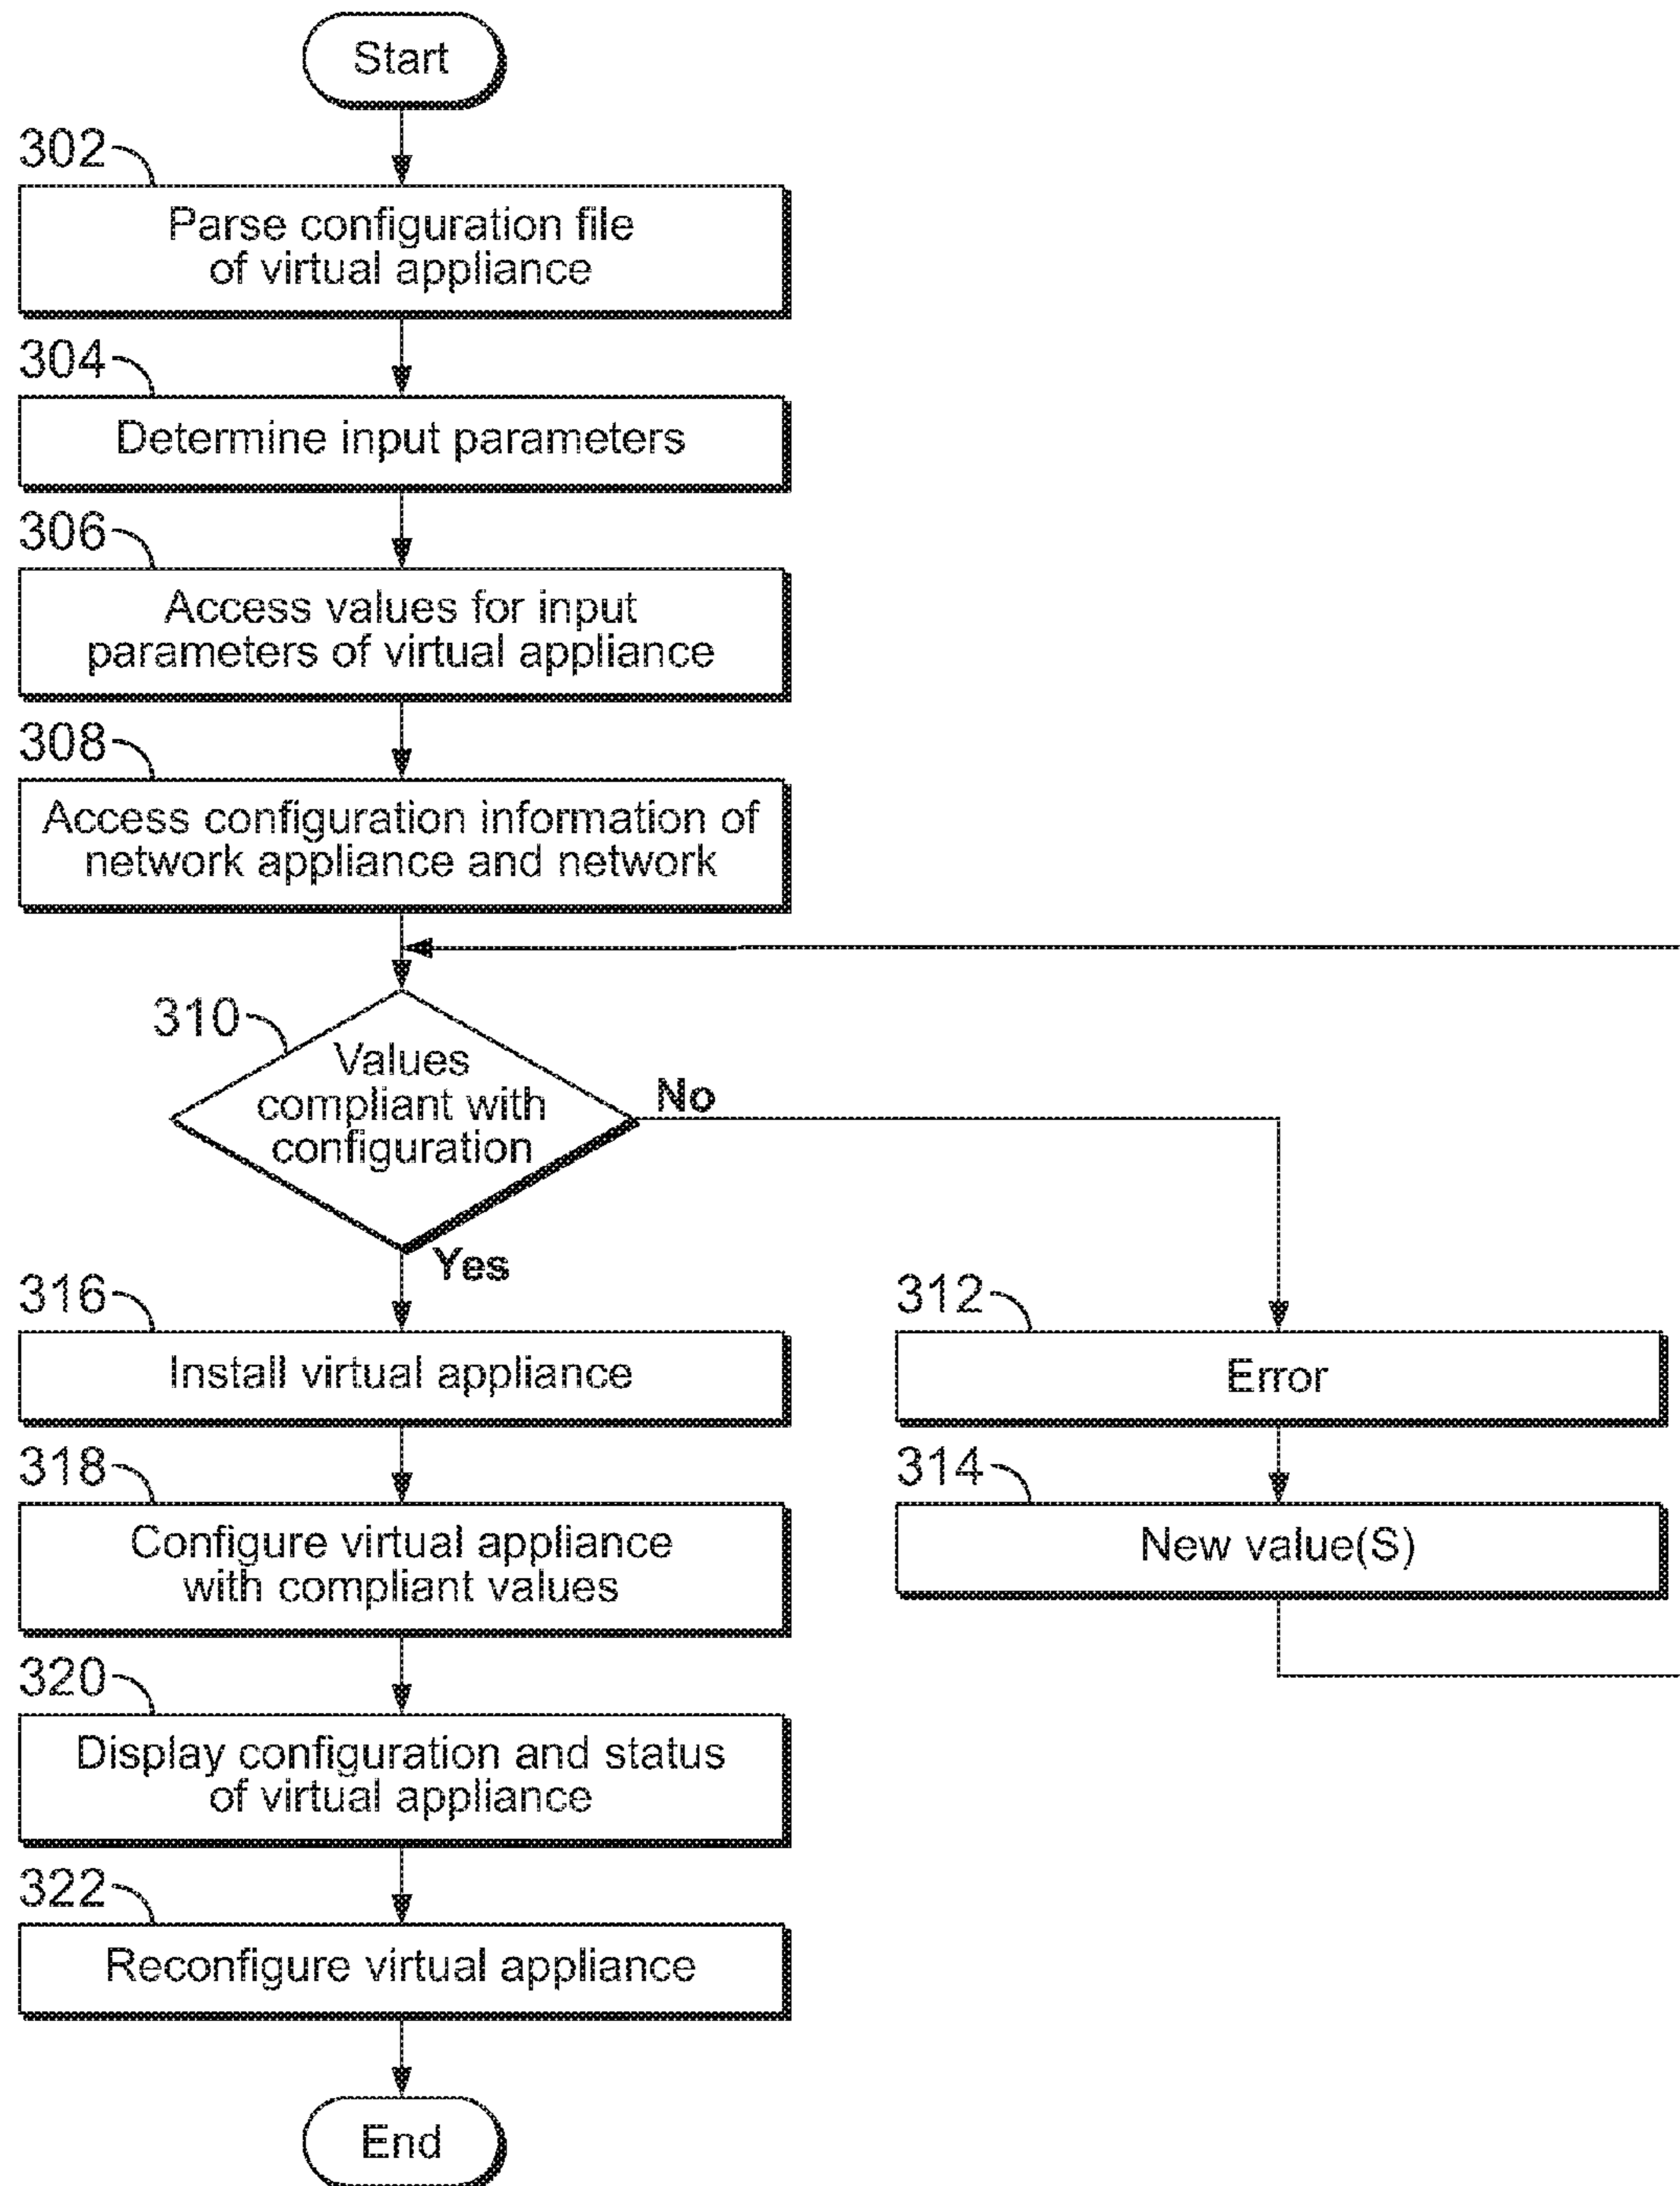 Start
302
Parse configuration file
of virtual appliance
304
Determine input parameters
306
Access values for input
parameters of virtual appliance
308
Access configuration information of
network appliance and network
310
Values
compliant with
configuration
No
Yes
316
Install virtual appliance
312
Error
318
Configure virtual appliance
with compliant values
314
New value(S)
320
Display configuration and status
of virtual appliance
322
Reconfigure virtual appliance
End